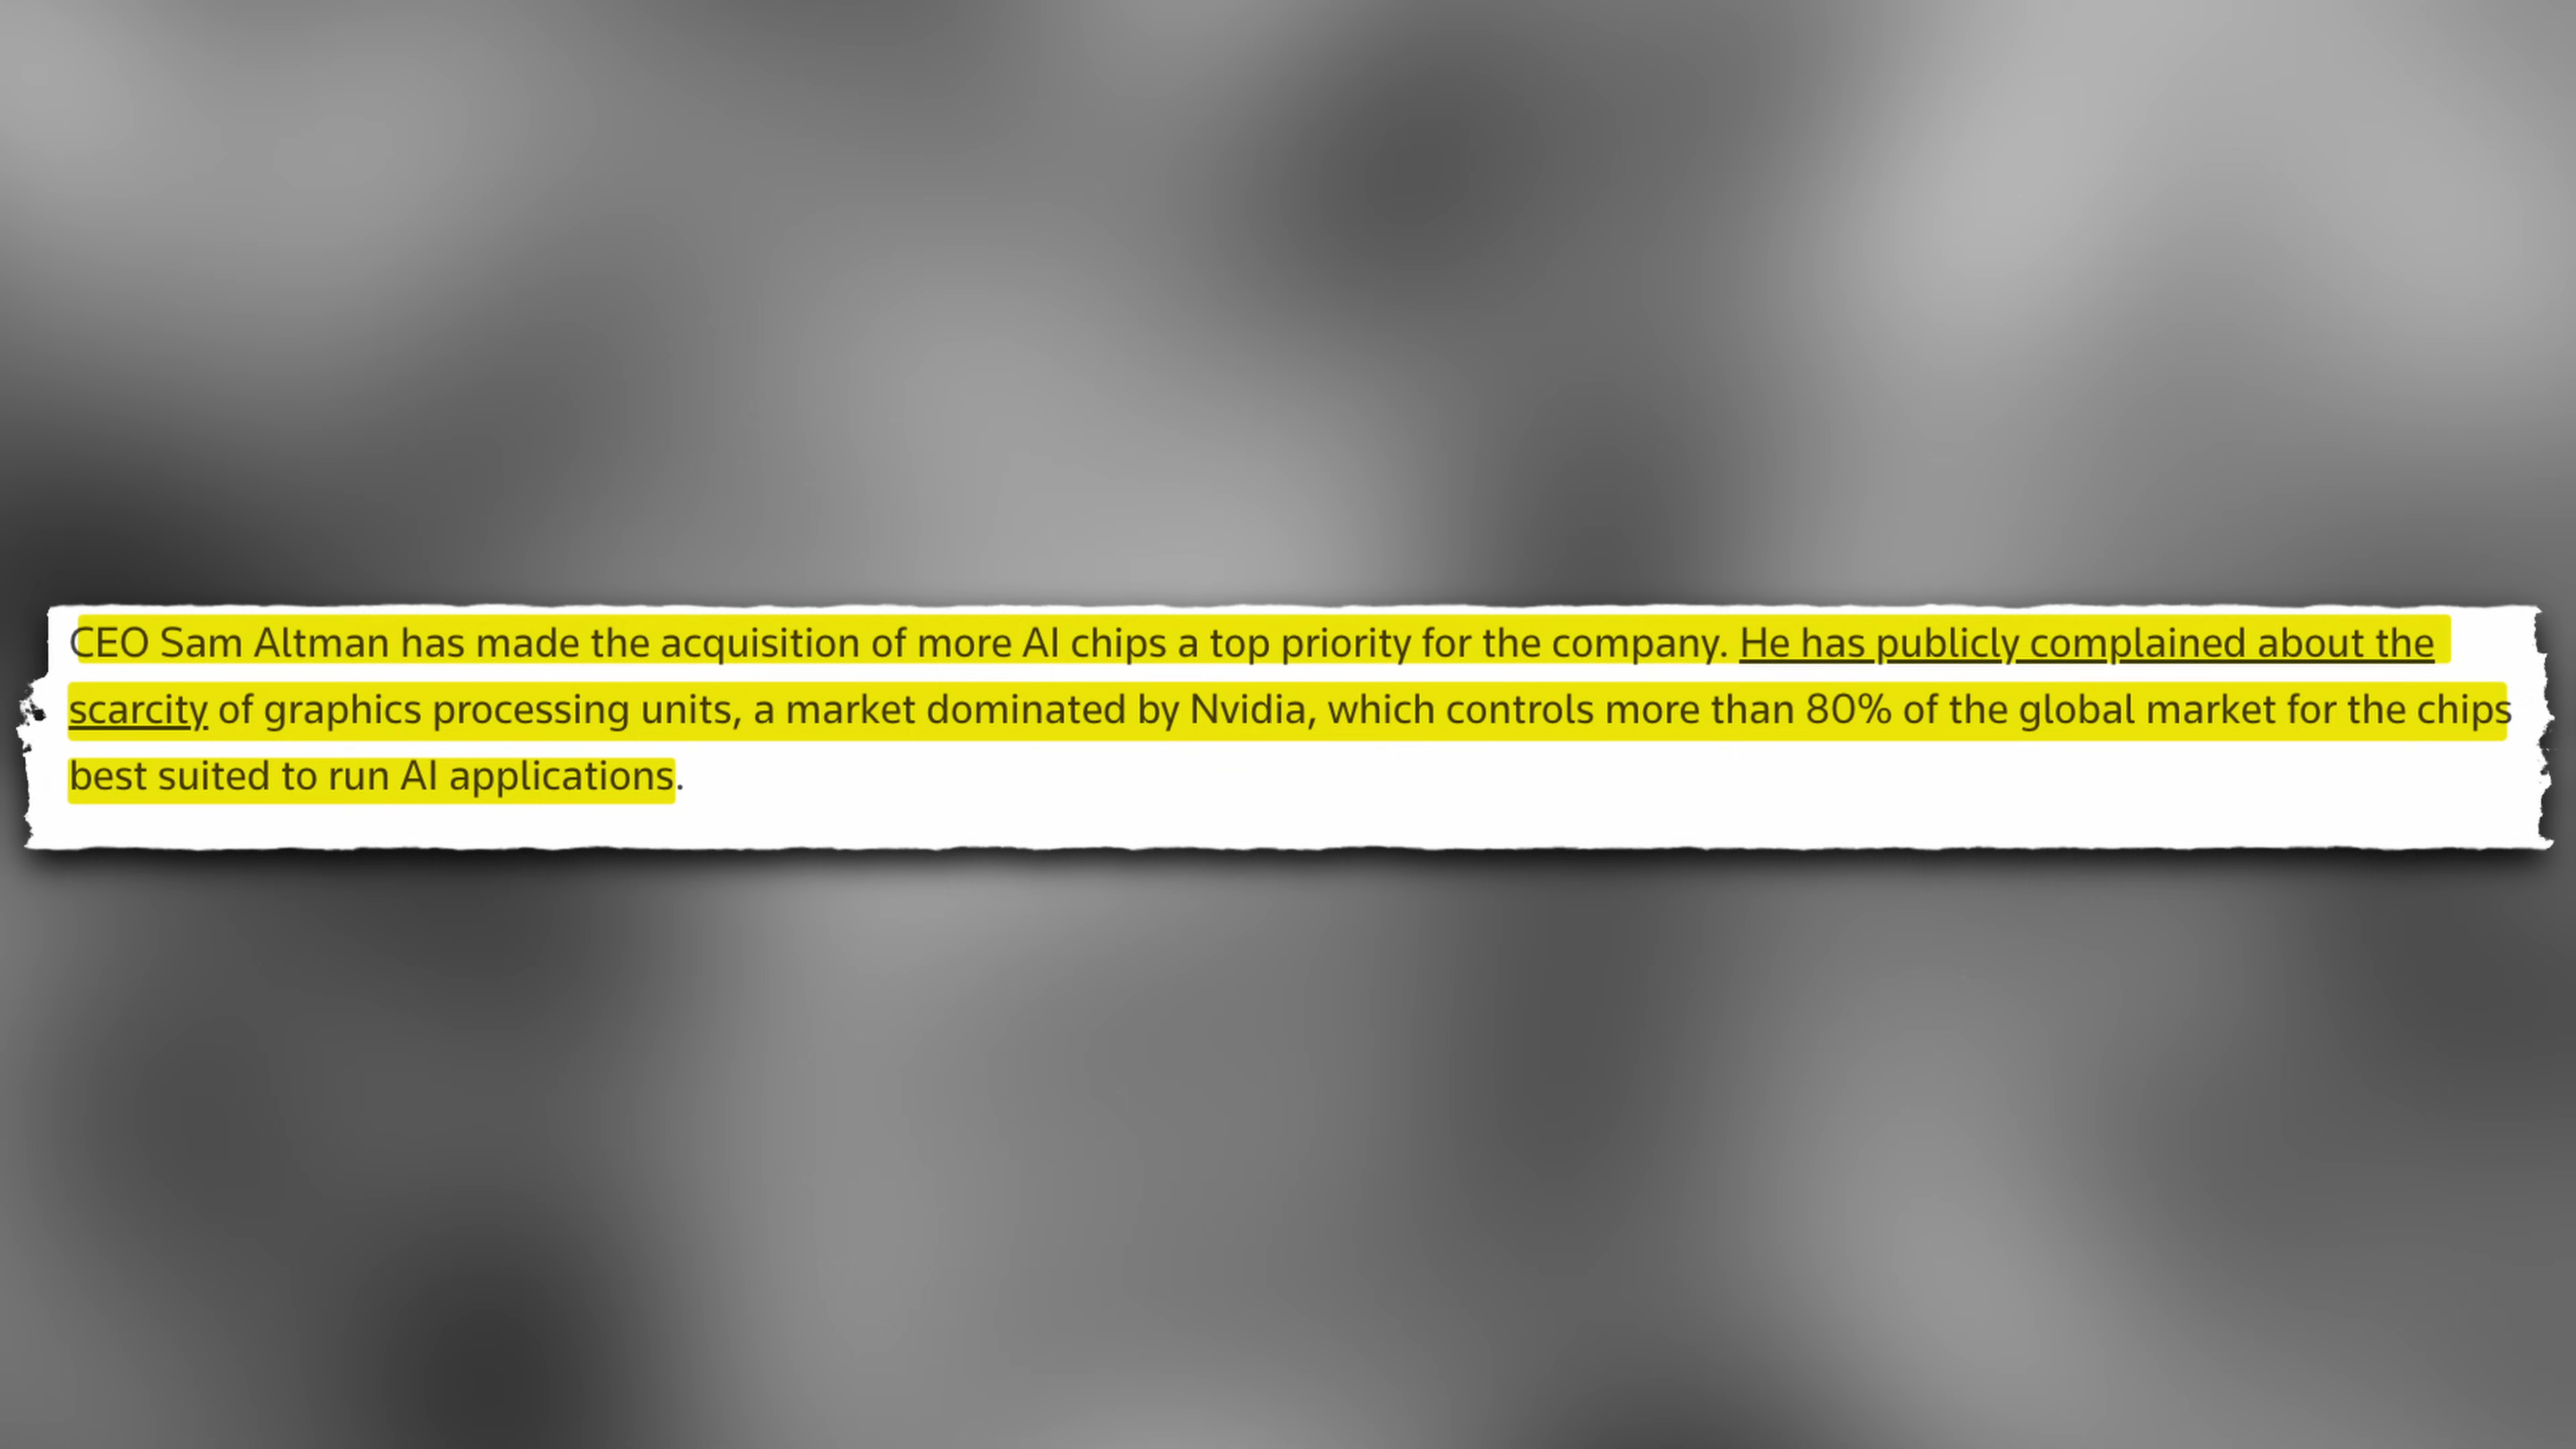 CEO Sam Altman has made the acquisition of more AI chips a top priority for the company. He has publicly complained about the
scarcity of graphics processing units, a market dominated by Nvidia, which controls more than 80% of the global market for the chips
best suited to run AI applications.